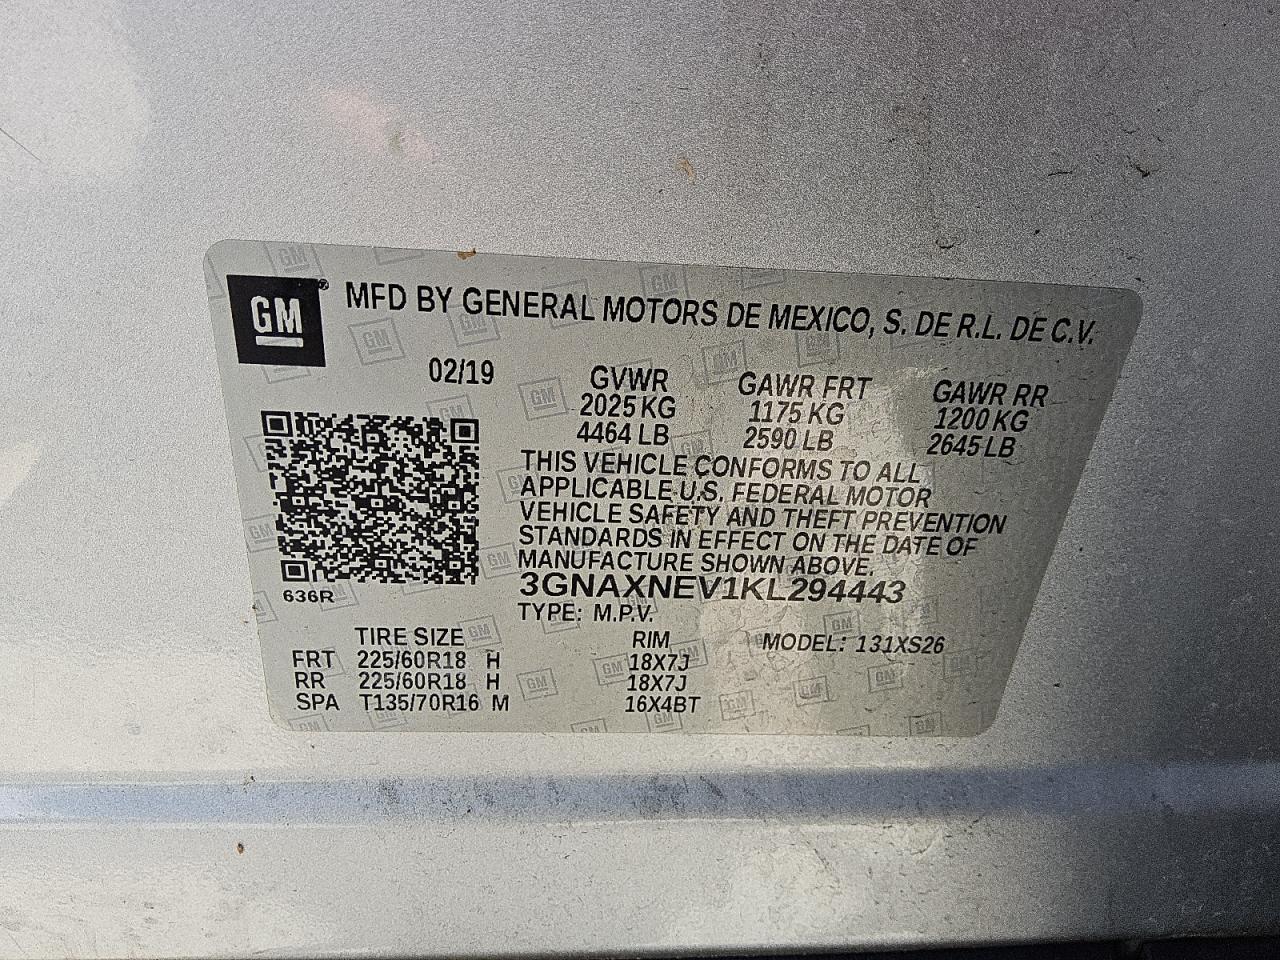 GM
MFD BY GENERAL MOTORS DE MEXICO, S. DE R.L. DE C.V.
02/19 GVWR GAWR FRT GAWR RR
2025 KG 1175 KG 1200 KG
4464 LB 2590 LB 2645 LB
THIS VEHICLE CONFORMS TO ALL
APPLICABLE U.S. FEDERAL MOTOR
VEHICLE SAFETY AND THEFT PREVENTION
STANDARDS IN EFFECT ON THE DATE OF
MANUFACTURE SHOWN ABOVE.
3GNAXNEV1KL294443
636R
TYPE: M.P.V.
TIRE SIZE RIM MODEL: 131XS26
FRT 225/60R18 H 18X7J
RR 225/60R18 H 18X7J
SPA T135/70R16 M 16X4BT